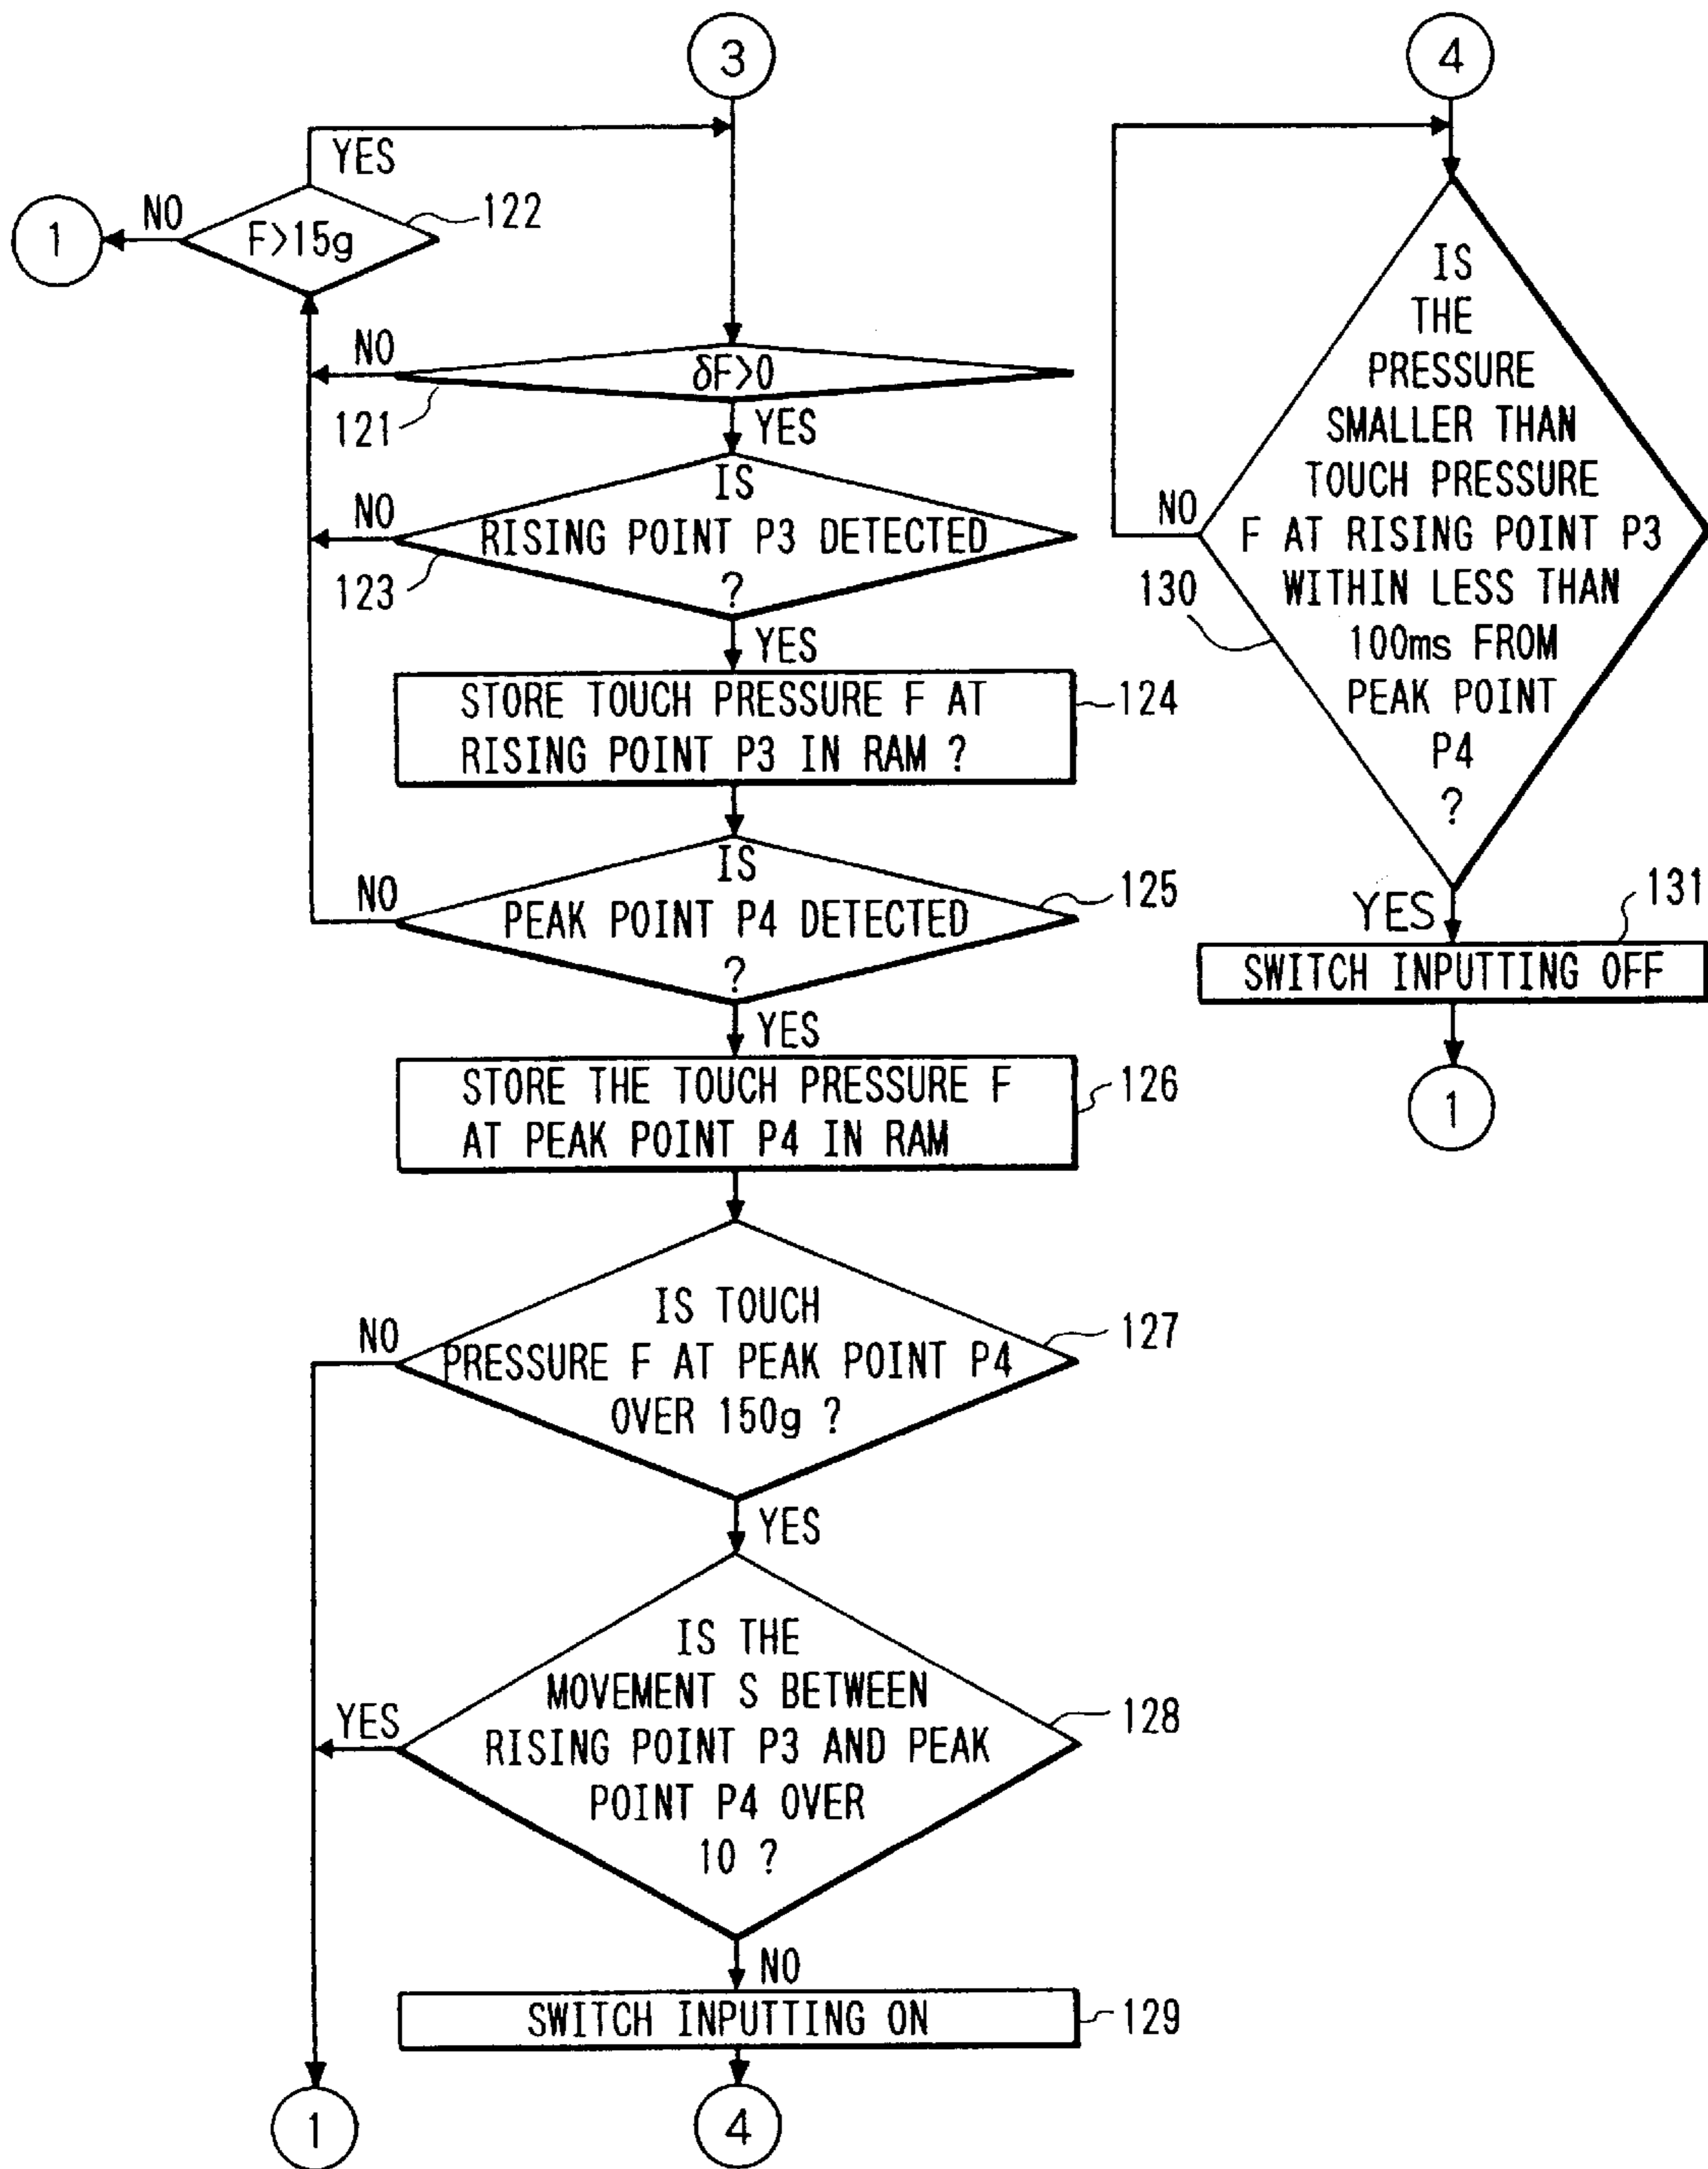 3
YES
NO
122
1
F>15g
NO
δF>0
121
YES
IS
NO
RISING POINT P3 DETECTED
123
?
YES
STORE TOUCH PRESSURE F AT
124
RISING POINT P3 IN RAM ?
IS
NO
125
PEAK POINT P4 DETECTED
?
YES
STORE THE TOUCH PRESSURE F
126
AT PEAK POINT P4 IN RAM
IS TOUCH
NO
127
PRESSURE F AT PEAK POINT P4
OVER 150g ?
YES
IS THE
MOVEMENT S BETWEEN
YES
128
RISING POINT P3 AND PEAK
POINT P4 OVER
10 ?
NO
SWITCH INPUTTING ON
129
1
4
4
IS
THE
PRESSURE
SMALLER THAN
TOUCH PRESSURE
NO
F AT RISING POINT P3
130
WITHIN LESS THAN
100ms FROM
PEAK POINT
P4
?
YES
131
SWITCH INPUTTING OFF
1